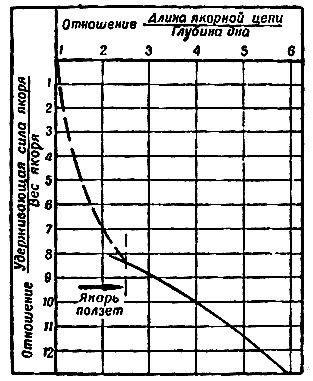 Отношение Длина якорной цепи
Глубина дна
1 2 3 4 5 6
1
2
3
4
5
6
7
8
9
10
11
12
Якорь
ползет
Отношение Удерживающая сила якоря
Вес якоря